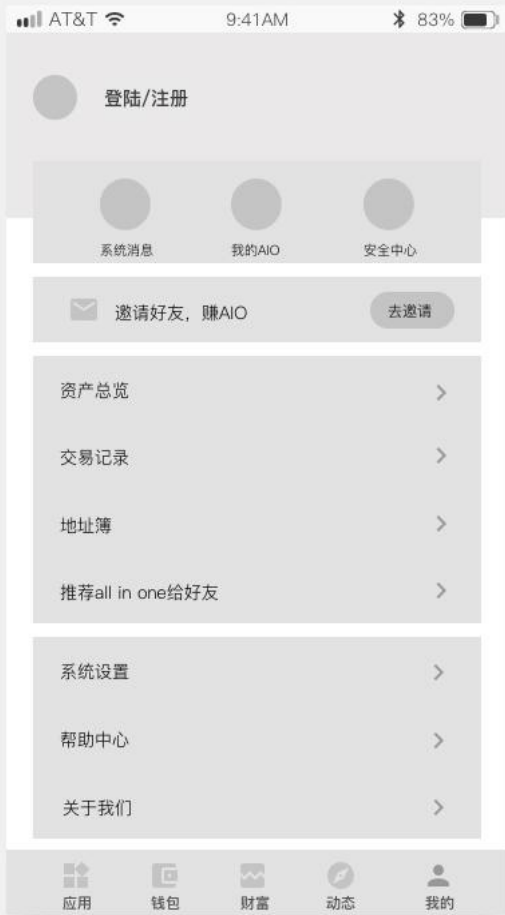 AT&T 9:41AM 83%
登陆/注册
系统消息 我的AIO 安全中心
邀请好友，赚AIO 去邀请
资产总览
交易记录
地址簿
推荐all in one给好友
系统设置
帮助中心
关于我们
应用 钱包 财富 动态 我的